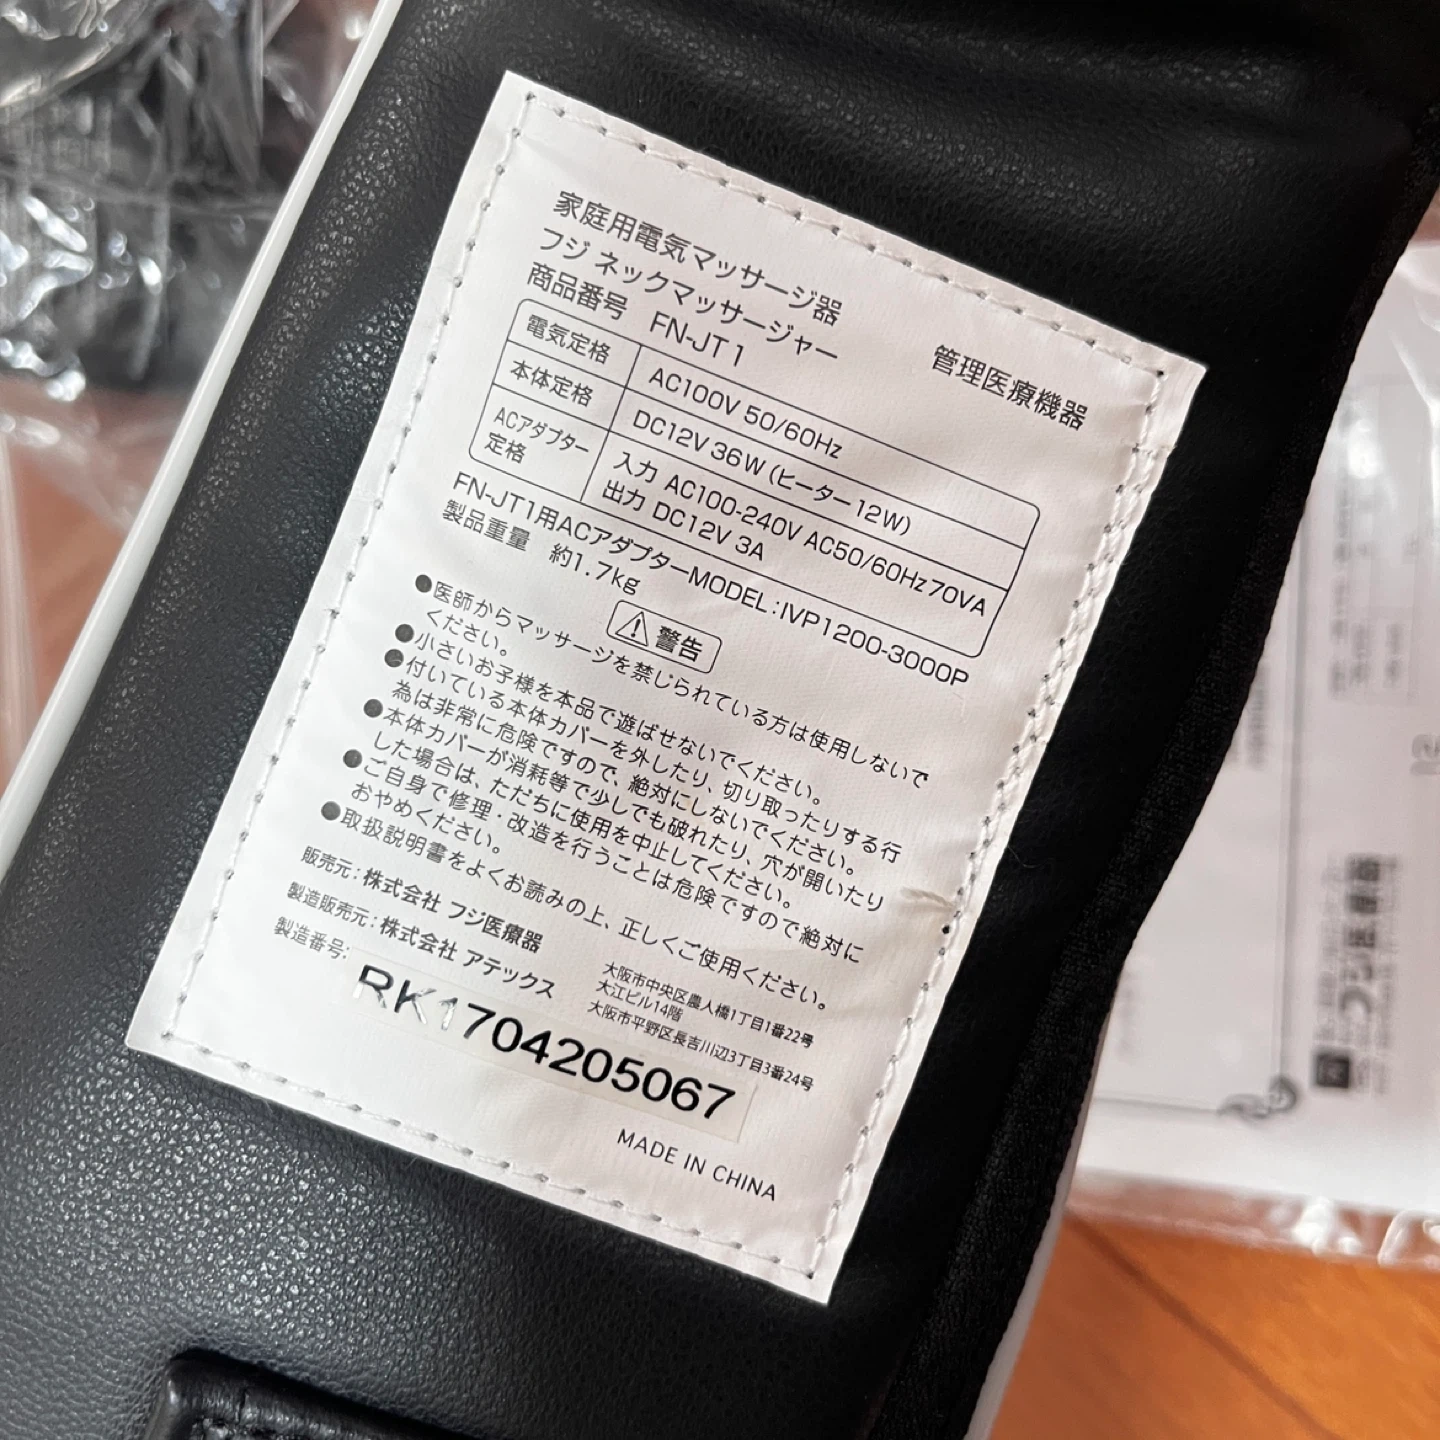 家庭用電気マッサージ器
フジ ネックマッサージャー
商品番号 FN-JT1
管理医療機器
電気定格 AC100V 50/60Hz
本体定格 DC12V 36W (ヒーター12W)
ACアダプター定格 入力 AC100-240V AC50/60Hz 70VA
出力 DC12V 3A
FN-JT1用ACアダプターMODEL:IVP1200-3000P
製品重量 約1.7kg
警告
●医師からマッサージを禁じられている方は使用しないで
ください。
●小さいお子様を本品で遊ばせないでください。
●付いている本体カバーを外したり、切り取ったりする行
為は非常に危険ですので、絶対にしないでください。
●本体カバーが消耗等で少しでも破れたり、穴が開いたり
した場合は、ただちに使用を中止してください。
●ご自身で修理・改造を行うことは危険ですので絶対に
おやめください。
●取扱説明書をよくお読みの上、正しくご使用ください。
販売元:株式会社 フジ医療器
大阪市中央区農人橋1丁目1番22号
大江ビル14階
製造販売元:株式会社 アテックス
大阪市平野区長吉川辺3丁目3番24号
製造番号:
RK1704205067
MADE IN CHINA